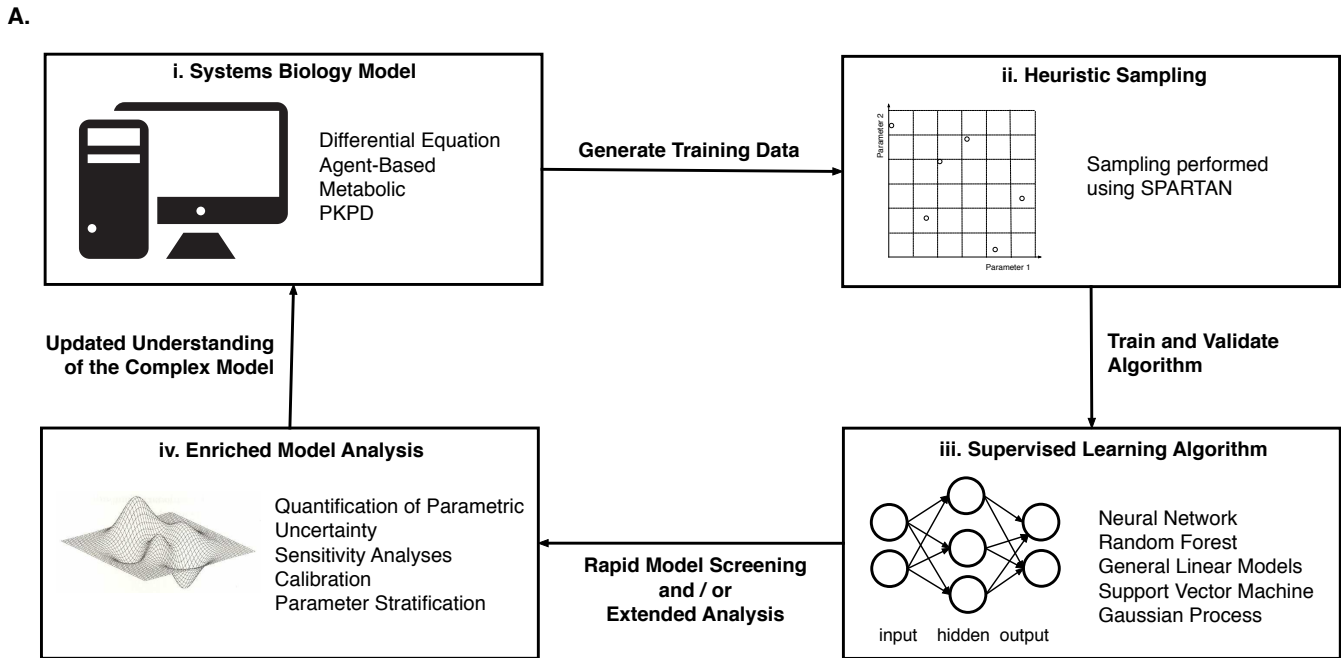 A.
i. Systems Biology Model
Differential Equation
Agent-Based
Metabolic
PKPD
Generate Training Data
ii. Heuristic Sampling
Parameter 2
Parameter 1
Sampling performed
using SPARTAN
Train and Validate
Algorithm
iii. Supervised Learning Algorithm
Neural Network
Random Forest
General Linear Models
Support Vector Machine
Gaussian Process
input hidden output
Rapid Model Screening
and / or
Extended Analysis
iv. Enriched Model Analysis
Quantification of Parametric
Uncertainty
Sensitivity Analyses
Calibration
Parameter Stratification
Updated Understanding
of the Complex Model